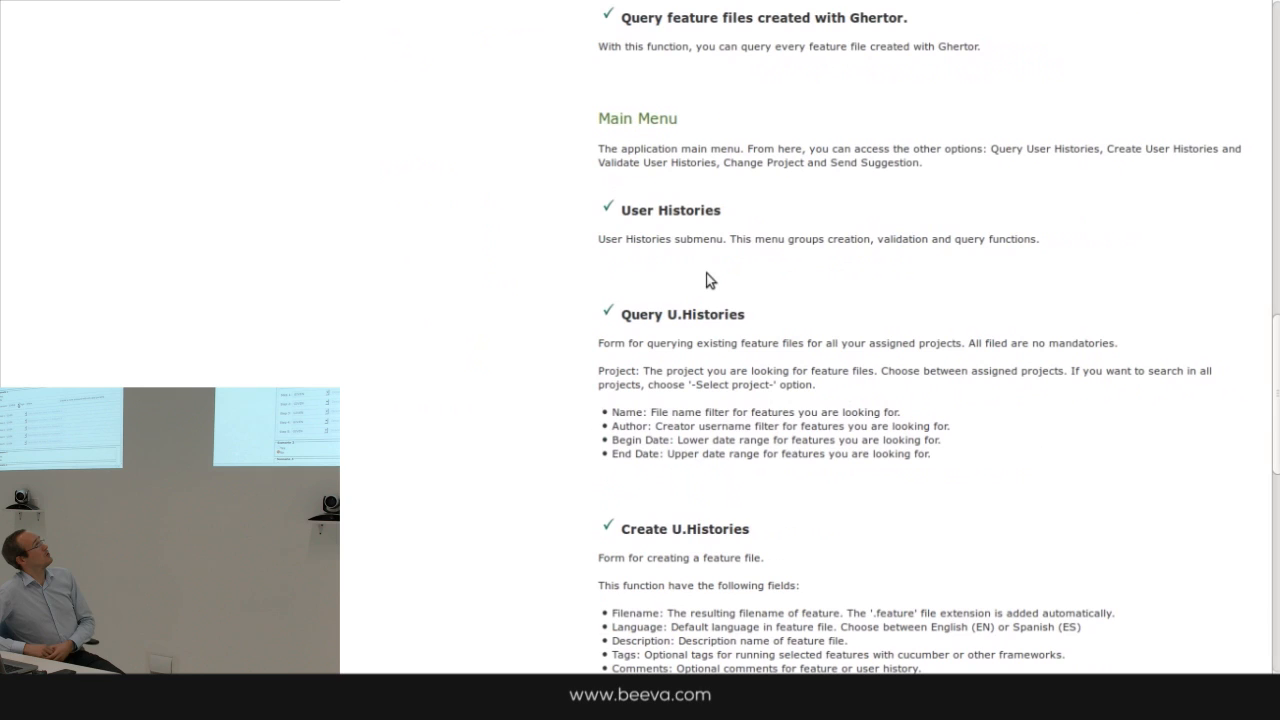 Query feature files created with Ghertor.
With this function, you can query every feature file created with Ghertor.
Main Menu
The application main menu. From here, you can access the other options: Query User Histories, Create User Histories and
Validate User Histories, Change Project and Send Suggestion.
User Histories
User Histories submenu. This menu groups creation, validation and query functions.
Query U.Histories
Form for querying existing feature files for all your assigned projects. All filed are no mandatories.
Project: The project you are looking for feature files. Choose between assigned projects. If you want to search in all
projects, choose '-Select project-' option.
• Name: File name filter for features you are looking for.
• Author: Creator username filter for features you are looking for.
• Begin Date: Lower date range for features you are looking for.
• End Date: Upper date range for features you are looking for.
Create U.Histories
Form for creating a feature file.
This function have the following fields:
• Filename: The resulting filename of feature. The '.feature' file extension is added automatically.
• Language: Default language in feature file. Choose between English (EN) or Spanish (ES)
• Description: Description name of feature file.
• Tags: Optional tags for running selected features with cucumber or other frameworks.
• Comments: Optional comments for feature or user history.
www.beeva.com